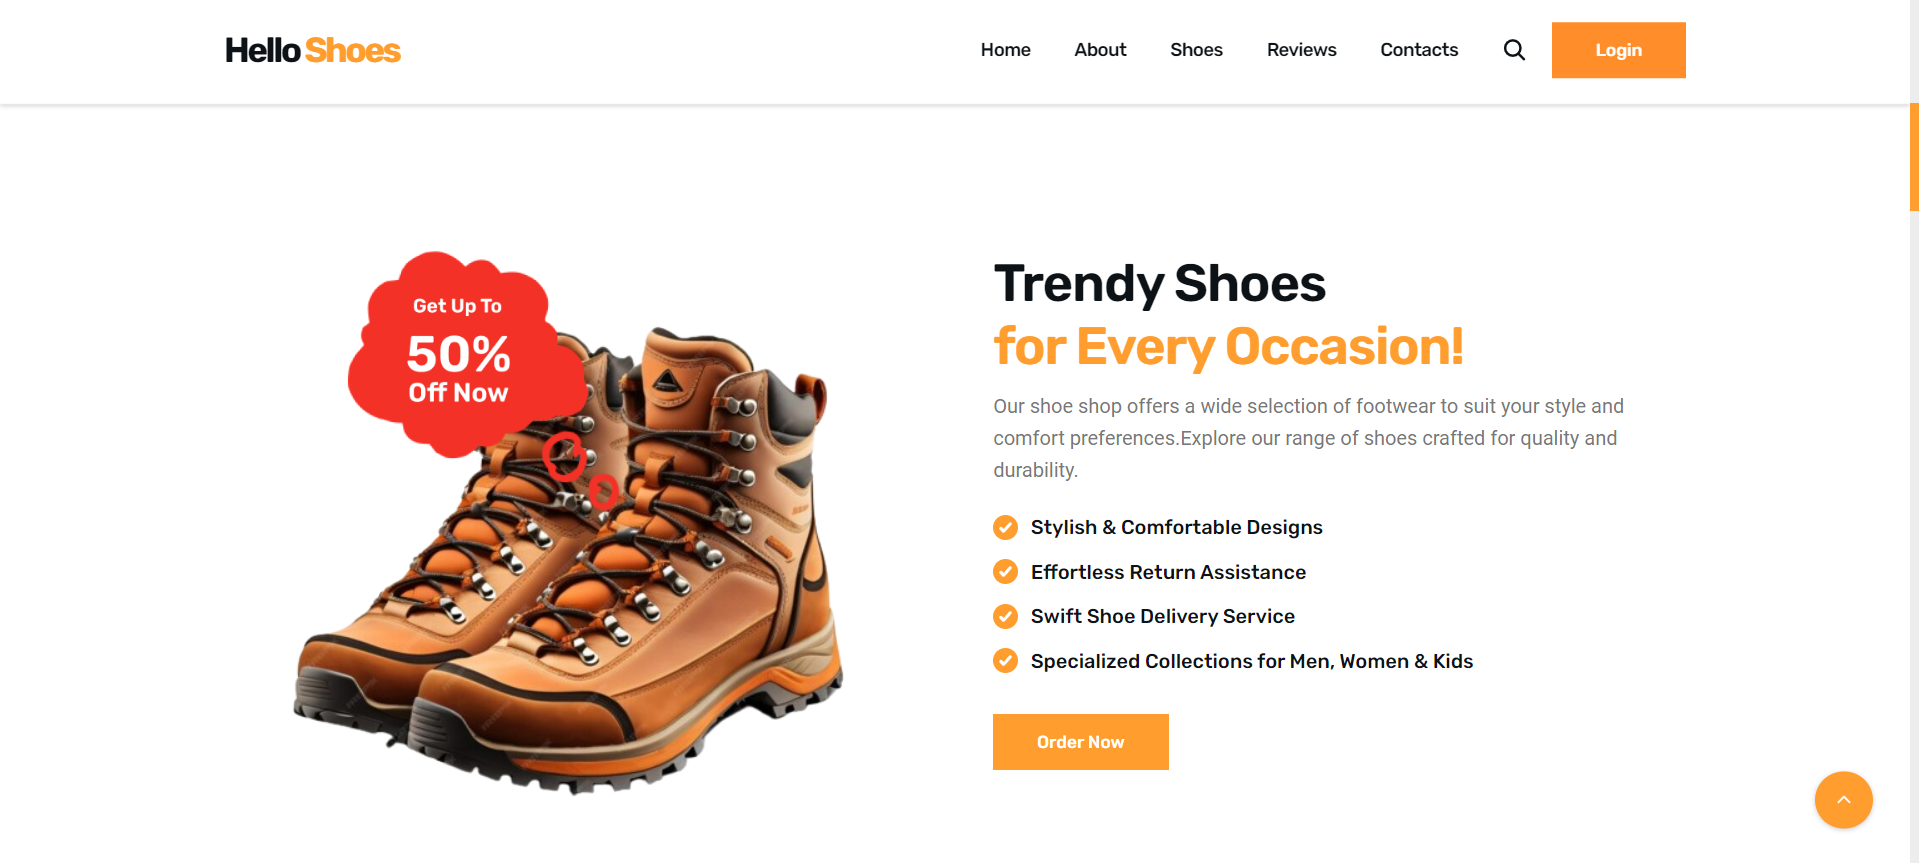 Hello Shoes
Home
About
Shoes
Reviews
Contacts
Login
Get Up To
50%
Off Now
Trendy Shoes
for Every Occasion!
Our shoe shop offers a wide selection of footwear to suit your style and
comfort preferences.Explore our range of shoes crafted for quality and
durability.
Stylish & Comfortable Designs
Effortless Return Assistance
Swift Shoe Delivery Service
Specialized Collections for Men, Women & Kids
Order Now